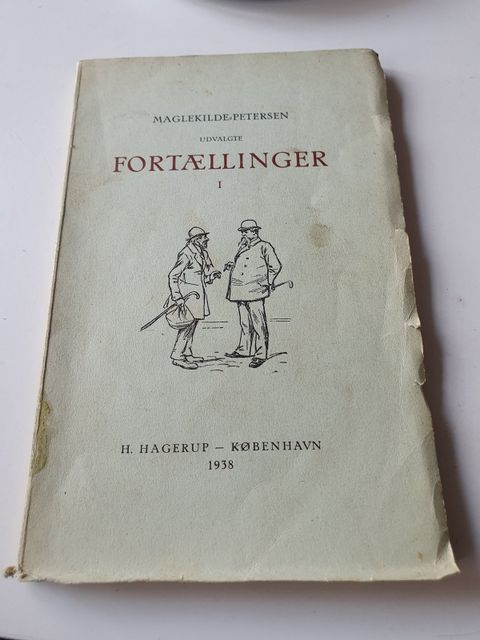 MAGLEKILDE-PETERSEN
UDVALGTE
FORTÆLLINGER
I
H. HAGERUP – KØBENHAVN
1938